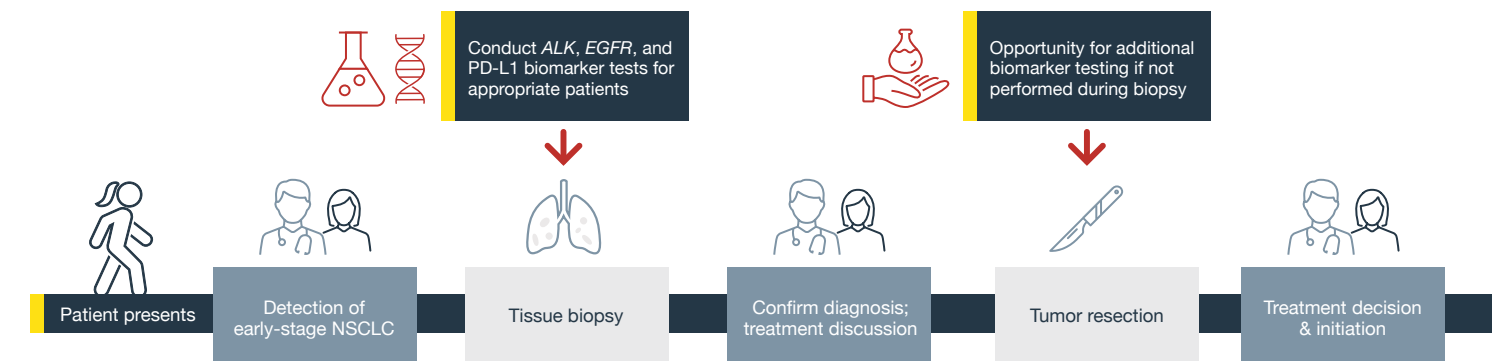 Conduct ALK, EGFR, and
PD-L1 biomarker tests for
appropriate patients
Opportunity for additional
biomarker testing if not
performed during biopsy
Patient presents
Detection of
early-stage NSCLC
Tissue biopsy
Confirm diagnosis;
treatment discussion
Tumor resection
Treatment decision
& initiation